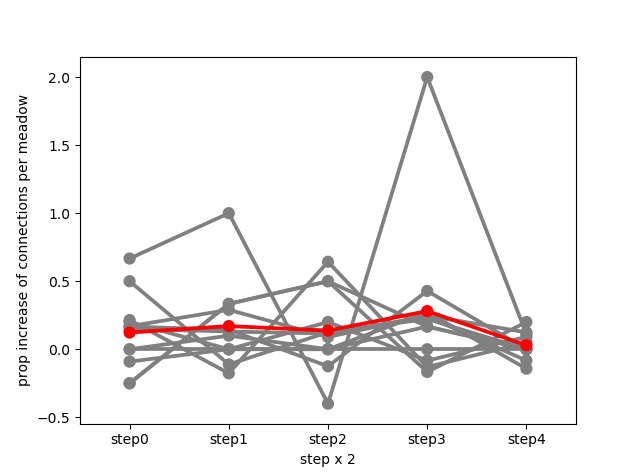 prop increase of connections per meadow
2.0
1.5
1.0
0.5
0.0
−0.5
step0 step1 step2 step3 step4
step x 2